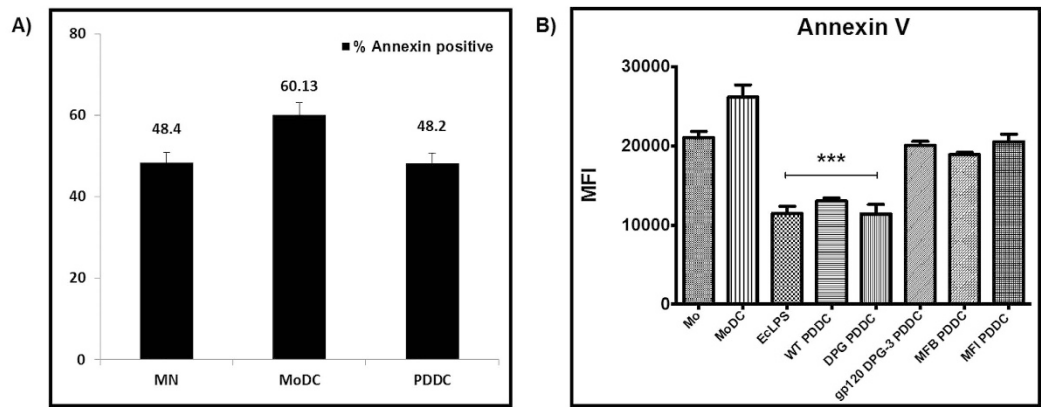 A)
80
60
40
20
0
% Annexin positive
48.4
60.13
48.2
MN MoDC PDDC
B)
Annexin V
MFI
30000
20000
10000
0
***
Mo
MoDC
EcLPS
WT PDDC
DPG PDDC
gp120 DPG-3 PDDC
MFB PDDC
MFI PDDC